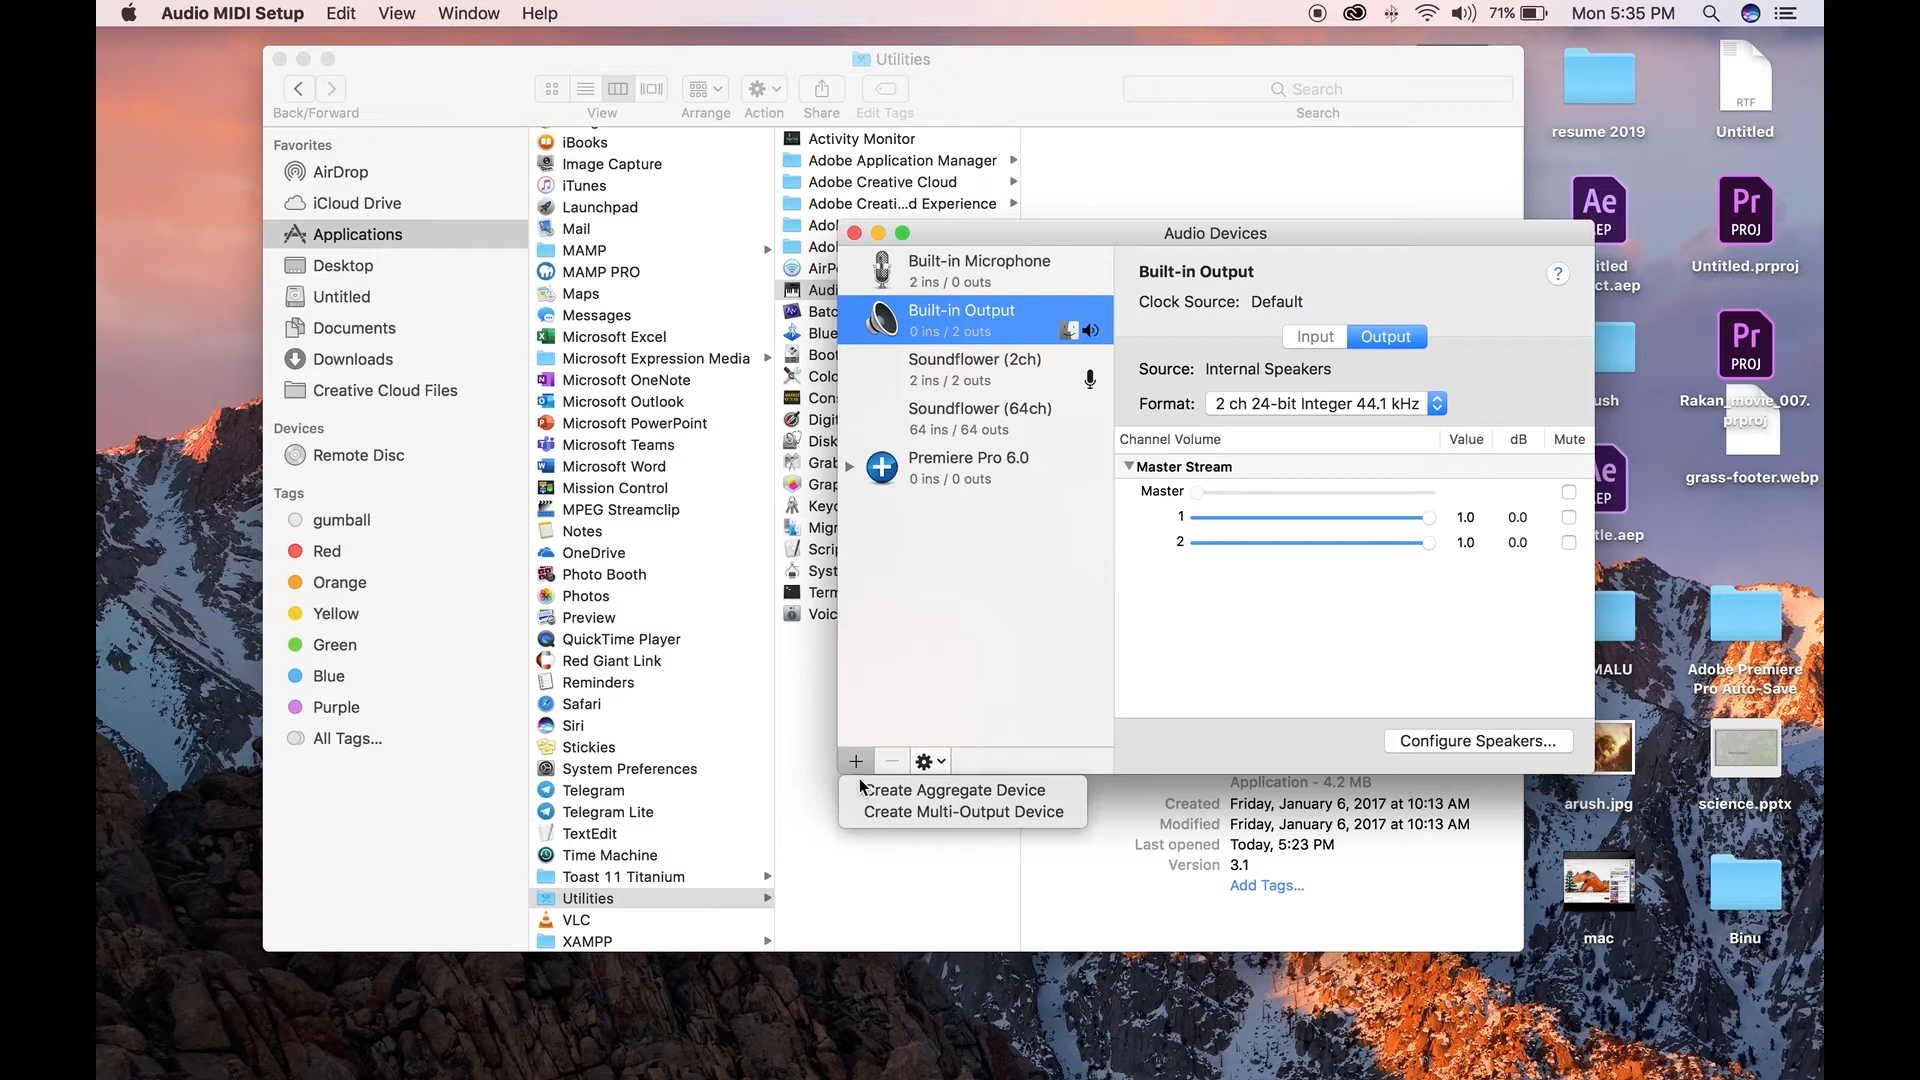 Audio MIDI Setup Edit View Window Help 71% Mon 5:35 PM
Utilities
Search
Back/Forward View Arrange Action Share Edit Tags Search
Favorites
AirDrop
iCloud Drive
Applications
Desktop
Untitled
Documents
Downloads
Creative Cloud Files
Devices
Remote Disc
Tags
gumball
Red
Orange
Yellow
Green
Blue
Purple
All Tags...
iBooks
Image Capture
iTunes
Launchpad
Mail
MAMP
MAMP PRO
Maps
Messages
Microsoft Excel
Microsoft Expression Media
Microsoft OneNote
Microsoft Outlook
Microsoft PowerPoint
Microsoft Teams
Microsoft Word
Mission Control
MPEG Streamclip
Notes
OneDrive
Photo Booth
Photos
Preview
QuickTime Player
Red Giant Link
Reminders
Safari
Siri
Stickies
System Preferences
Telegram
Telegram Lite
TextEdit
Time Machine
Toast 11 Titanium
Utilities
VLC
XAMPP
Activity Monitor
Adobe Application Manager
Adobe Creative Cloud
Adobe Creati...d Experience
Audio Devices
Built-in Microphone
2 ins / 0 outs
Built-in Output
0 ins / 2 outs
Soundflower (2ch)
2 ins / 2 outs
Soundflower (64ch)
64 ins / 64 outs
Premiere Pro 6.0
0 ins / 0 outs
Create Aggregate Device
Create Multi-Output Device
Built-in Output
?
Clock Source: Default
Input Output
Source: Internal Speakers
Format: 2 ch 24-bit Integer 44.1 kHz
Channel Volume Value dB Mute
Master Stream
Master
1 1.0 0.0
2 1.0 0.0
Configure Speakers...
Application - 4.2 MB
Created Friday, January 6, 2017 at 10:13 AM
Modified Friday, January 6, 2017 at 10:13 AM
Last opened Today, 5:23 PM
Version 3.1
Add Tags...
resume 2019
RTF
Untitled
Ae
Pr
PROJ
Untitled.prproj
Pr
PROJ
Rakan_movie_007.
prproj
grass-footer.webp
Adobe Premiere
Pro Auto-Save
arush.jpg
science.pptx
mac
Binu